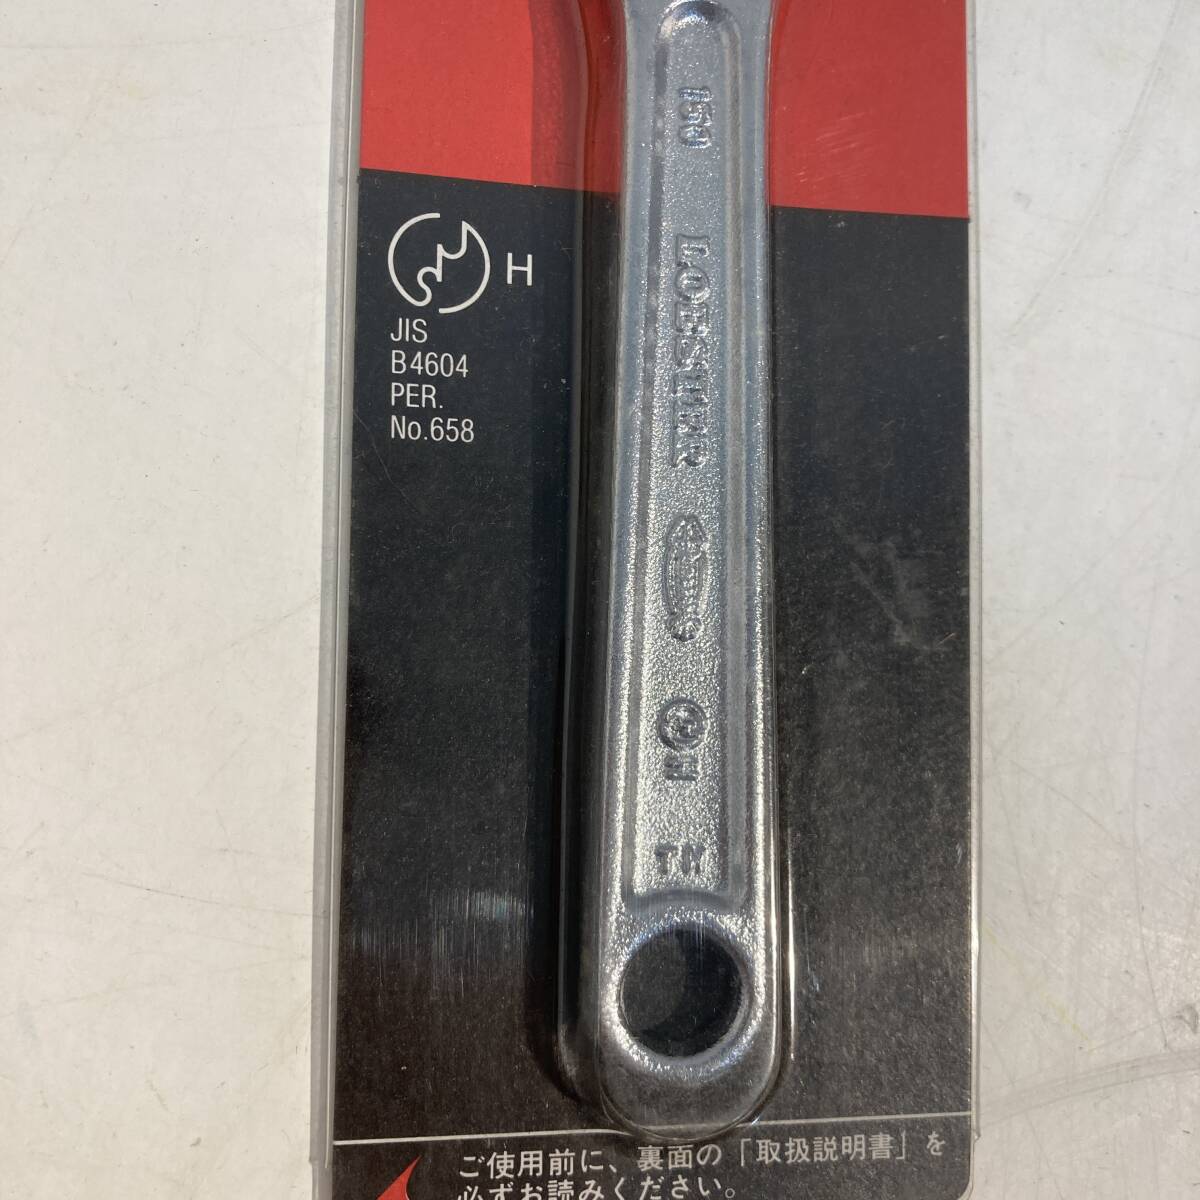 150
LOBSTER
H
JIS
B4604
PER.
No.658
H
TH
ご使用前に、裏面の「取扱説明書」を
必ずお読みください。